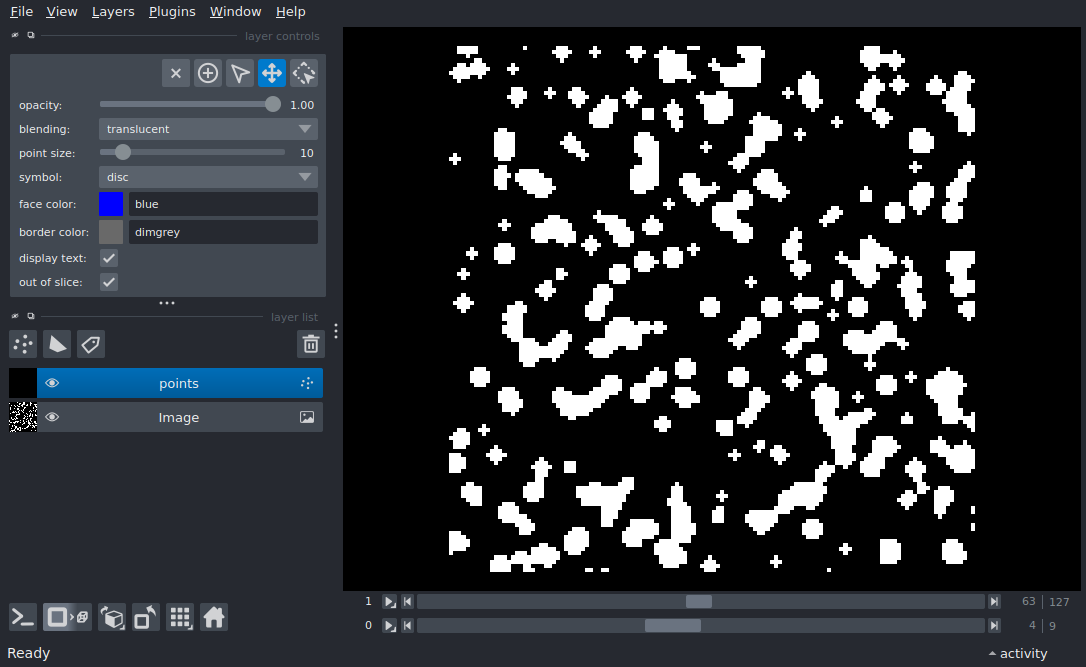 File View Layers Plugins Window Help
layer controls
opacity: 1.00
blending: translucent
point size: 10
symbol: disc
face color: blue
border color: dimgrey
display text:
out of slice:
layer list
points
Image
1 63 | 127
0 4 | 9
Ready activity